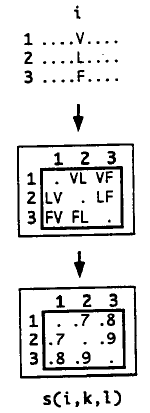 i
1 ....V....
2 ....L....
3 ....F....
1 2 3
1 . VL VF
2 LV . LF
3 FV FL .
1 2 3
1 . .7 .8
2 .7 . .9
3 .8 .9 .
s(i,k,l)